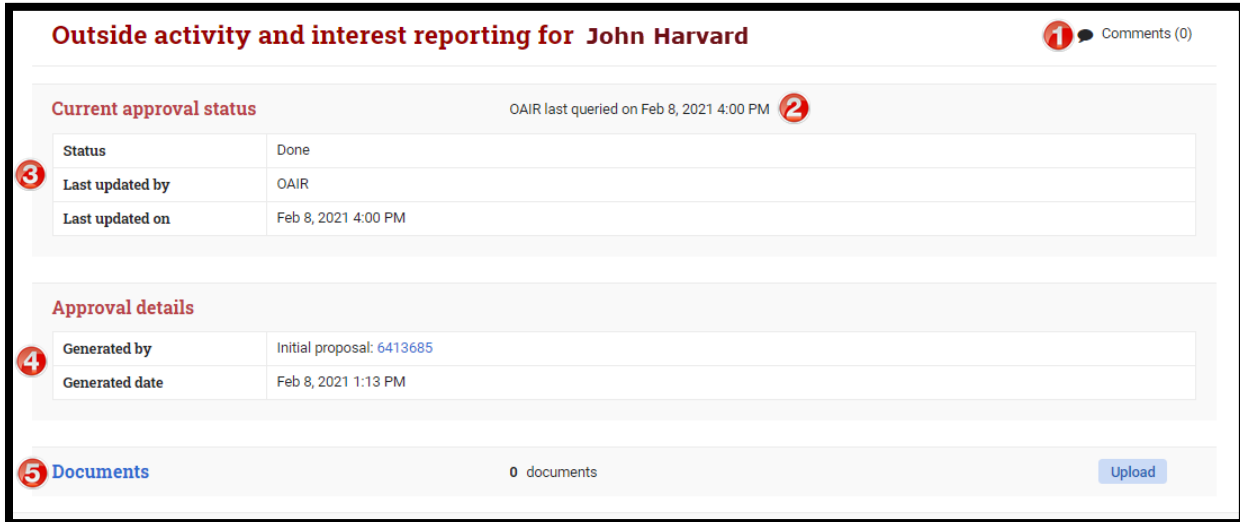 Outside activity and interest reporting for John Harvard
1 Comments (0)
Current approval status
OAIR last queried on Feb 8, 2021 4:00 PM 2
3
Status Done
Last updated by OAIR
Last updated on Feb 8, 2021 4:00 PM
Approval details
4
Generated by Initial proposal: 6413685
Generated date Feb 8, 2021 1:13 PM
5 Documents 0 documents Upload